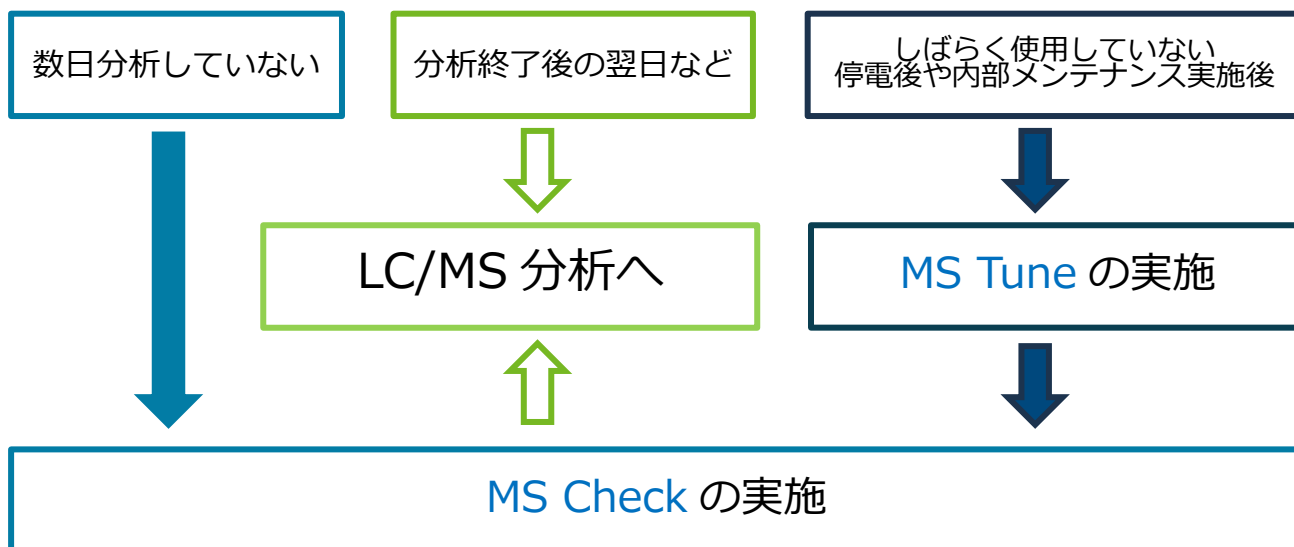 数日分析していない
分析終了後の翌日など
しばらく使用していない
停電後や内部メンテナンス実施後
LC/MS 分析へ
MS Tune の実施
MS Check の実施